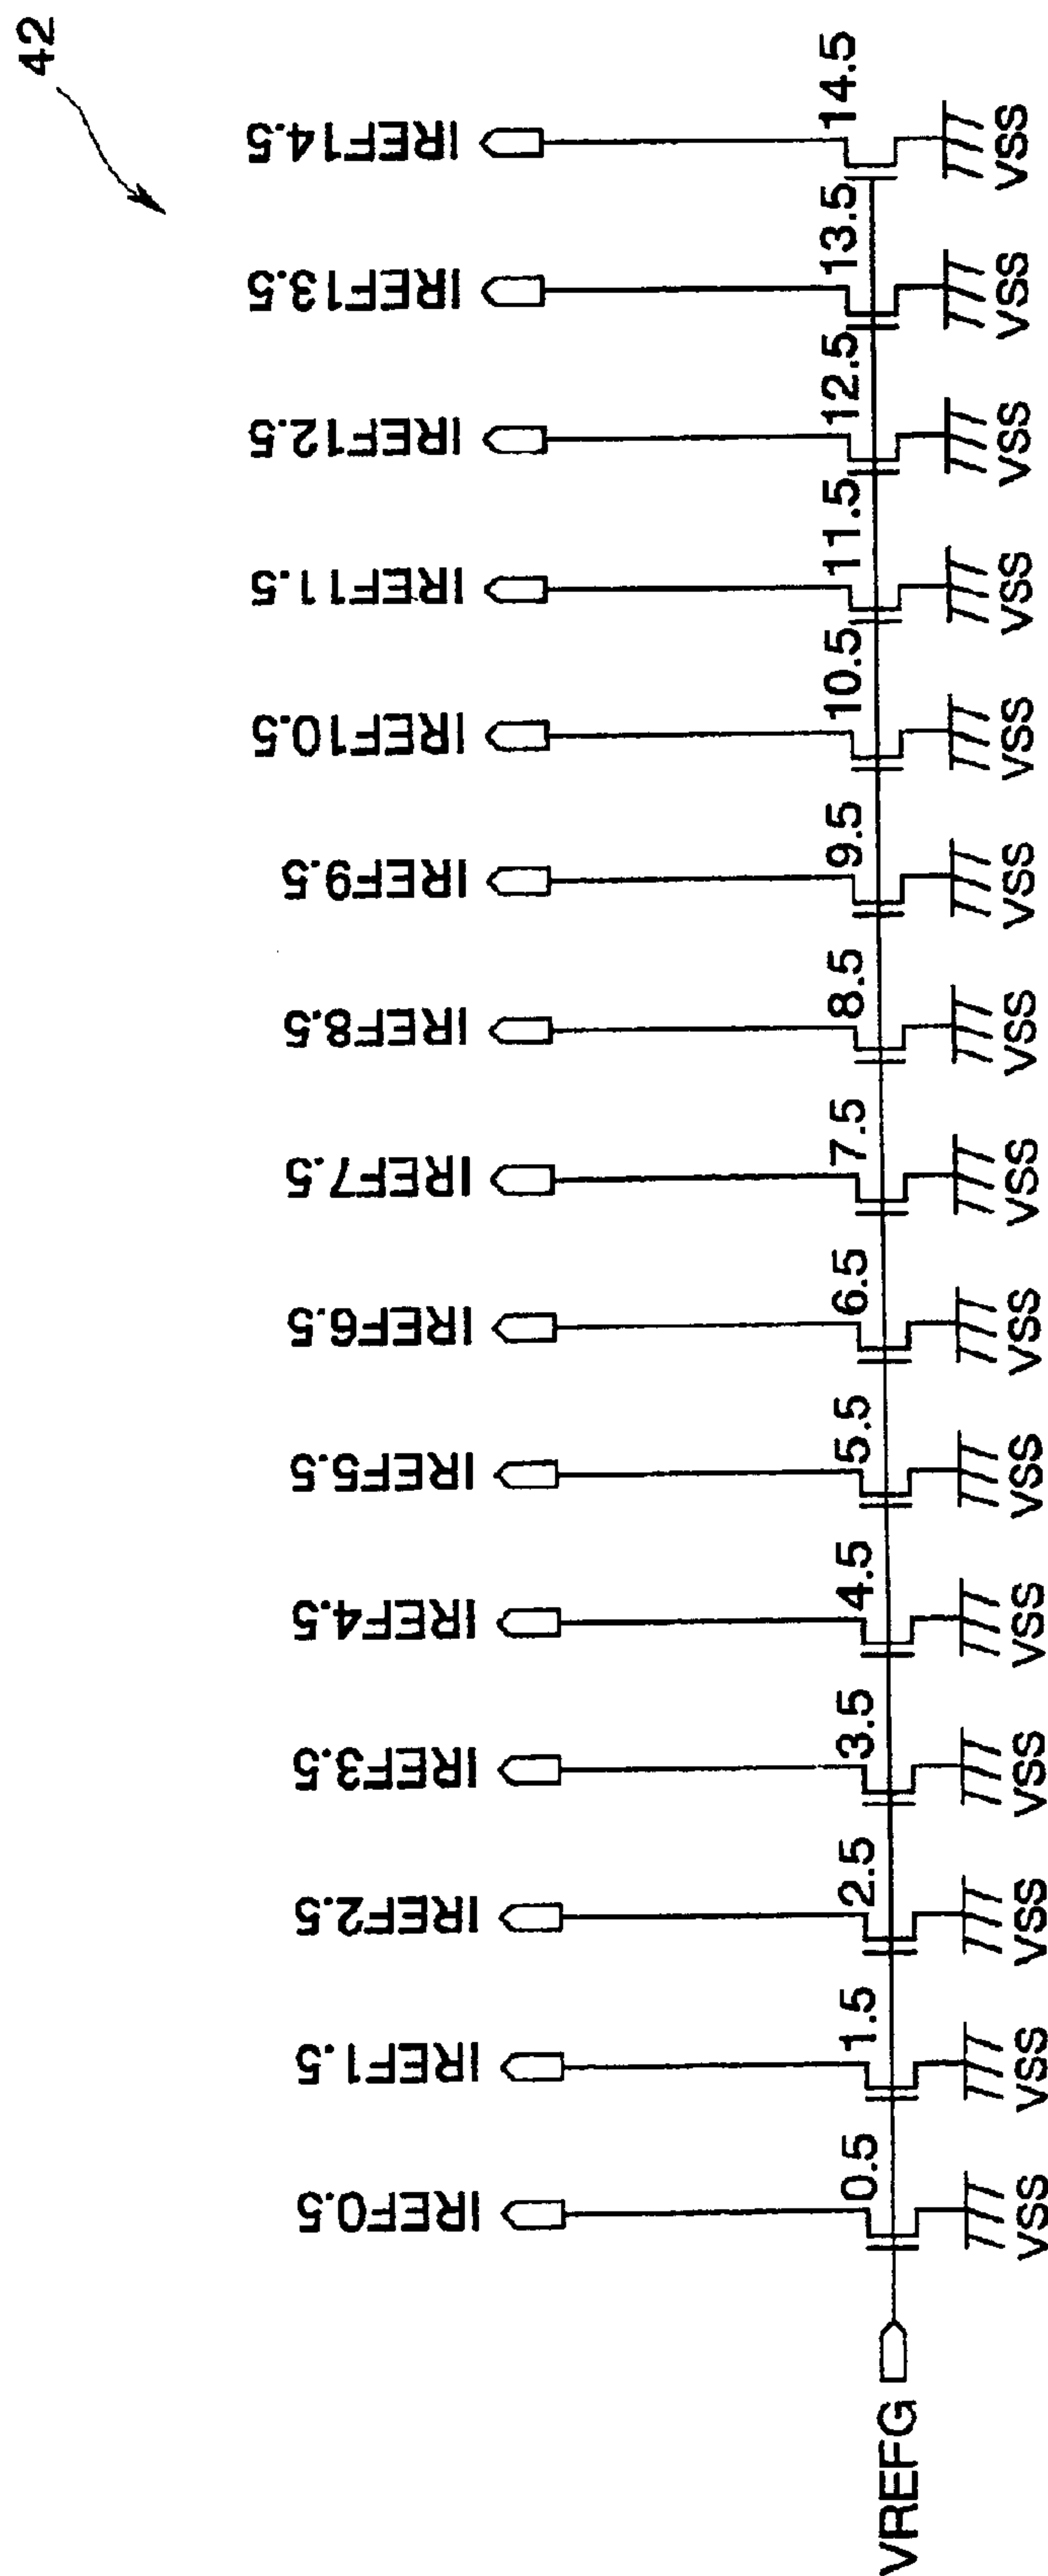 42
IREF14.5
14.5
VSS
IREF13.5
13.5
VSS
IREF12.5
12.5
VSS
IREF11.5
11.5
VSS
IREF10.5
10.5
VSS
IREF9.5
9.5
VSS
IREF8.5
8.5
VSS
IREF7.5
7.5
VSS
IREF6.5
6.5
VSS
IREF5.5
5.5
VSS
IREF4.5
4.5
VSS
IREF3.5
3.5
VSS
IREF2.5
2.5
VSS
IREF1.5
1.5
VSS
IREF0.5
0.5
VSS
VREFG